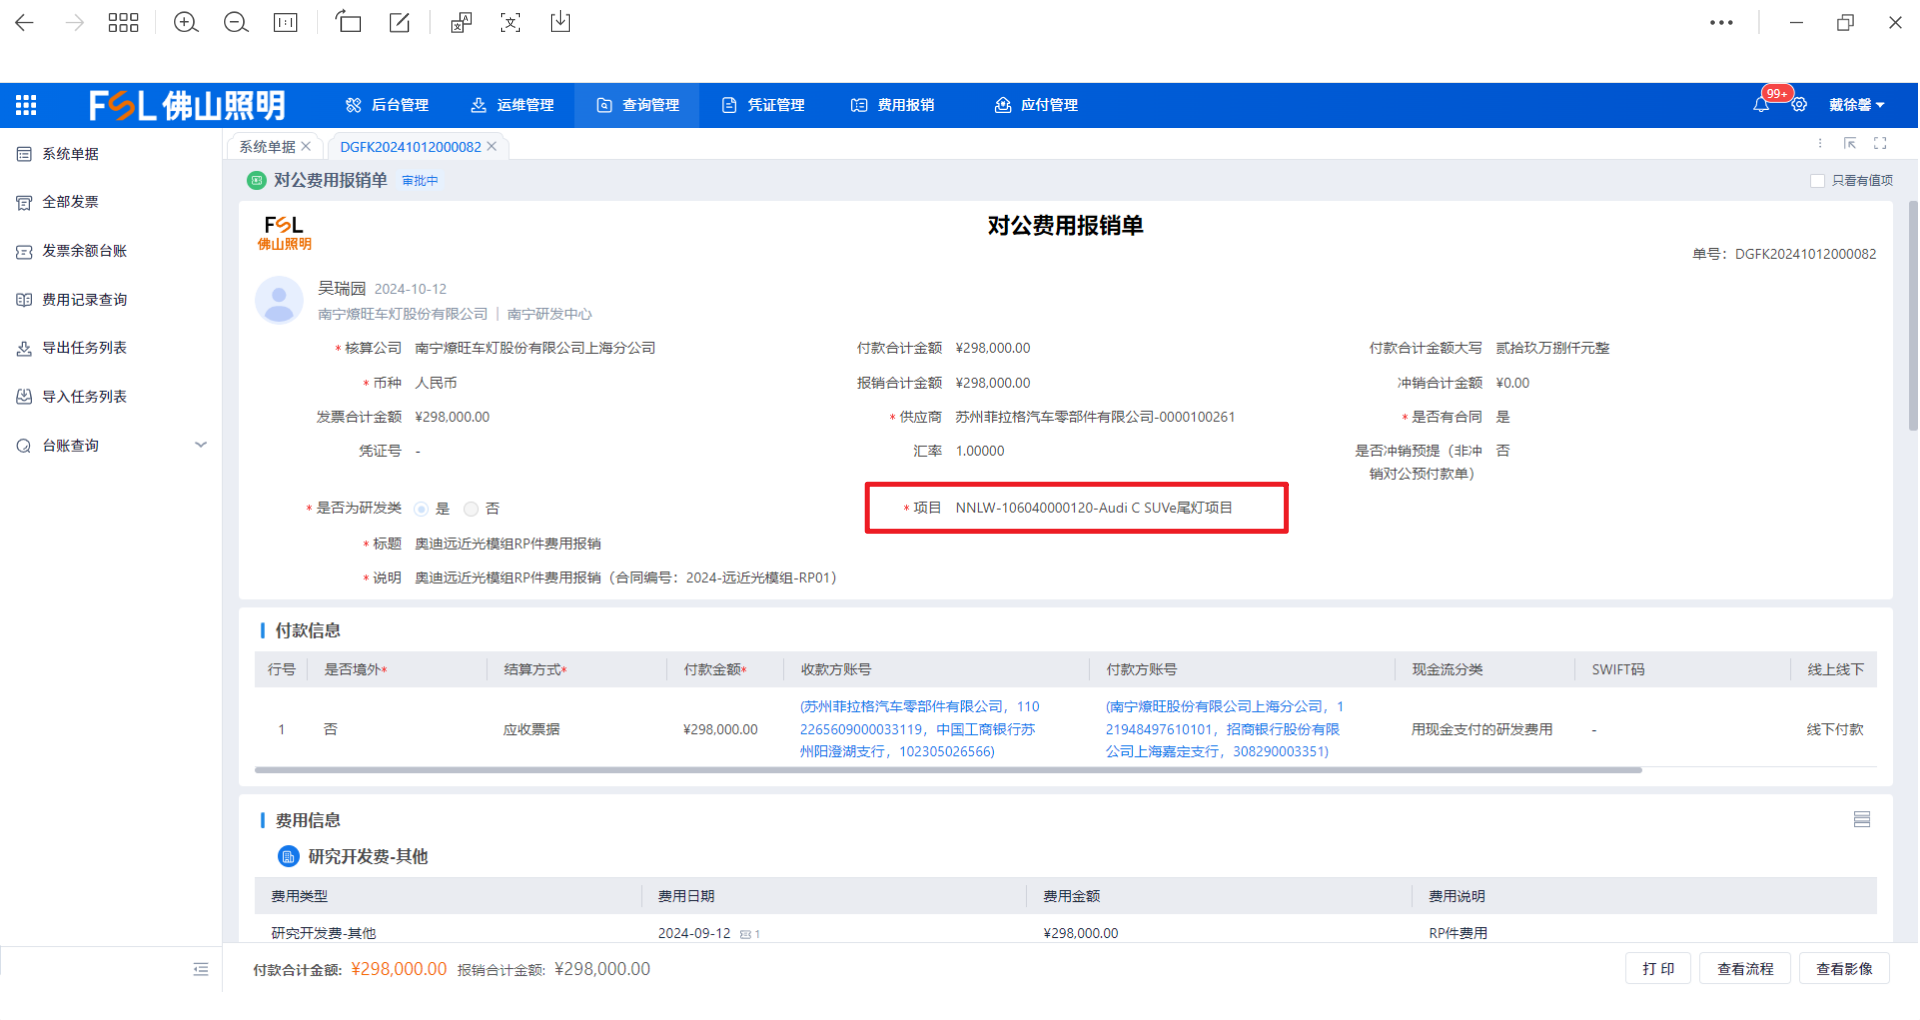 FSL 佛山照明
后台管理
运维管理
查询管理
凭证管理
费用报销
应付管理
99+
戴徐馨
系统单据
全部发票
发票余额台账
费用记录查询
导出任务列表
导入任务列表
台账查询
系统单据
DGFK20241012000082
对公费用报销单 审批中
只看有值项
FSL
佛山照明
对公费用报销单
单号：DGFK20241012000082
吴瑞园 2024-10-12
南宁燎旺车灯股份有限公司 | 南宁研发中心
* 核算公司 南宁燎旺车灯股份有限公司上海分公司
付款合计金额 ¥298,000.00
付款合计金额大写 贰拾玖万捌仟元整
* 币种 人民币
报销合计金额 ¥298,000.00
冲销合计金额 ¥0.00
发票合计金额 ¥298,000.00
* 供应商 苏州菲拉格汽车零部件有限公司-0000100261
* 是否有合同 是
凭证号 -
汇率 1.00000
是否冲销预提（非冲 否
销对公预付款单）
* 是否为研发类 是 否
* 项目 NNLW-106040000120-Audi C SUVe尾灯项目
* 标题 奥迪远近光模组RP件费用报销
* 说明 奥迪远近光模组RP件费用报销（合同编号：2024-远近光模组-RP01）
付款信息
行号 是否境外* 结算方式* 付款金额* 收款方账号 付款方账号 现金流分类 SWIFT码 线上线下
1 否 应收票据 ¥298,000.00
(苏州菲拉格汽车零部件有限公司，110
2265609000033119，中国工商银行苏
州阳澄湖支行，102305026566)
(南宁燎旺股份有限公司上海分公司，1
21948497610101，招商银行股份有限
公司上海嘉定支行，308290003351)
用现金支付的研发费用 - 线下付款
费用信息
研究开发费-其他
费用类型 费用日期 费用金额 费用说明
研究开发费-其他 2024-09-12 1 ¥298,000.00 RP件费用
付款合计金额: ¥298,000.00 报销合计金额: ¥298,000.00
打 印
查看流程
查看影像